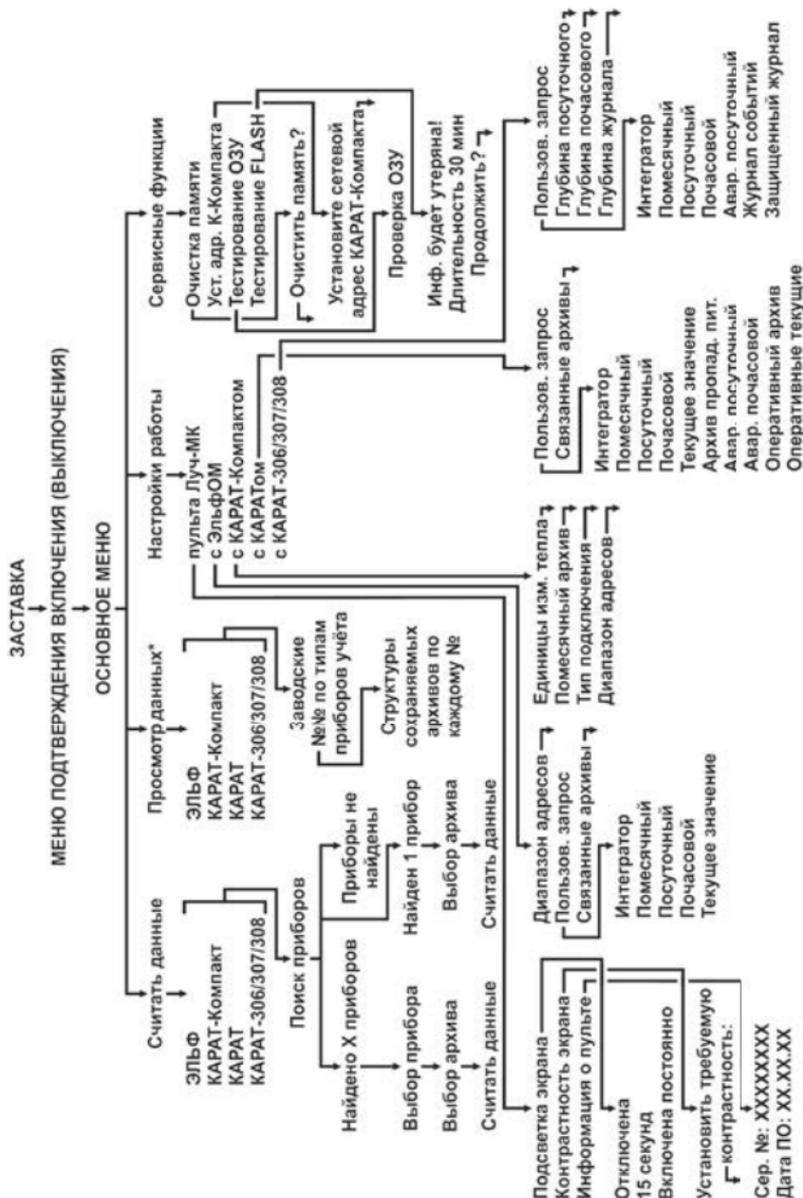 ЗАСТАВКА
МЕНЮ ПОДТВЕРЖДЕНИЯ ВКЛЮЧЕНИЯ (ВЫКЛЮЧЕНИЯ)
ОСНОВНОЕ МЕНЮ
Считать данные
ЭЛЬФ
КАРАТ-Компакт
КАРАТ
КАРАТ-306/307/308
Поиск приборов
Найдено X приборов
Выбор прибора
Выбор архива
Считать данные
Приборы не
найдены
Найден 1 прибор
Выбор архива
Считать данные
Просмотр данных*
ЭЛЬФ
КАРАТ-Компакт
КАРАТ
КАРАТ-306/307/308
Заводские
№№ по типам
приборов учёта
Структуры
сохраняемых
архивов по
каждому №
Настройки работы
пульта Луч-МК
с ЭльфОМ
с КАРАТ-Компактом
с КАРАТом
с КАРАТ-306/307/308
Сервисные функции
Очистка памяти
Уст. адр. К-Компакта
Тестирование ОЗУ
Тестирование FLASH
Очистить память?
Установите сетевой
адрес КАРАТ-Компакта
Проверка ОЗУ
Инф. будет утеряна!
Длительность 30 мин
Продолжить?
Подсветка экрана
Контрастность экрана
Информация о пульте
Отключена
15 секунд
Включена постоянно
Установить требуемую
контрастность:
Сер. №: XXXXXXXX
Дата ПО: XX.XX.XX
Диапазон адресов
Пользов. запрос
Связанные архивы
Интегратор
Помесячный
Посуточный
Почасовой
Текущее значение
Единицы изм. тепла
Помесячный архив
Тип подключения
Диапазон адресов
Пользов. запрос
Связанные архивы
Интегратор
Помесячный
Посуточный
Почасовой
Текущее значение
Архив пропад. пит.
Авар. посуточный
Авар. почасовой
Оперативный архив
Оперативные текущие
Пользов. запрос
Глубина посуточного
Глубина почасового
Глубина журнала
Интегратор
Помесячный
Посуточный
Почасовой
Авар. посуточный
Журнал событий
Защищенный журнал